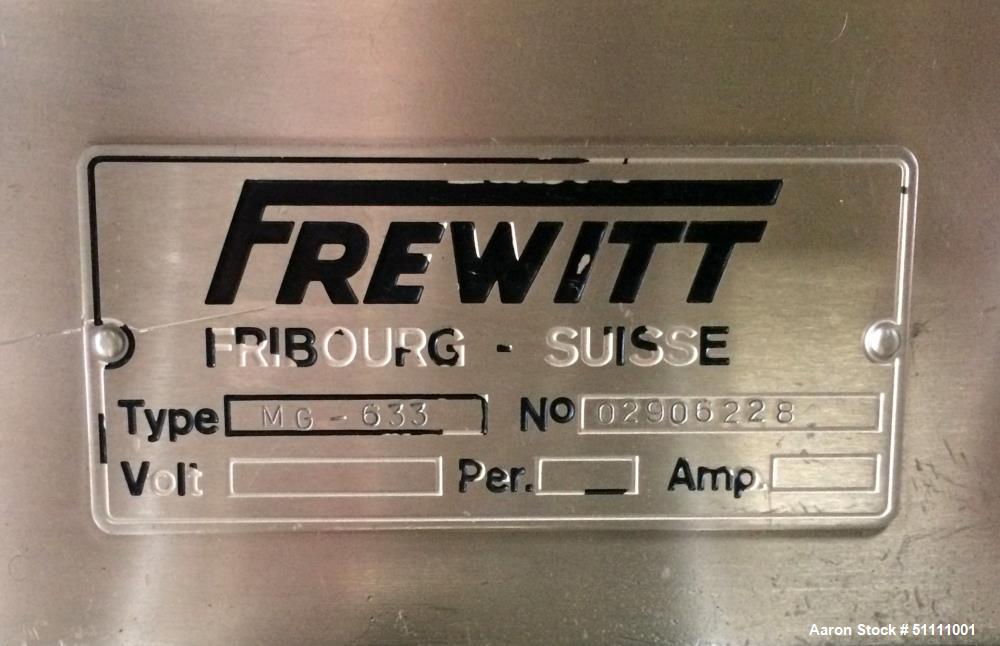 FREWITT
FRIBOURG - SUISSE
Type MG-633 No 02906228
Volt Per. Amp.
Aaron Stock # 51111001